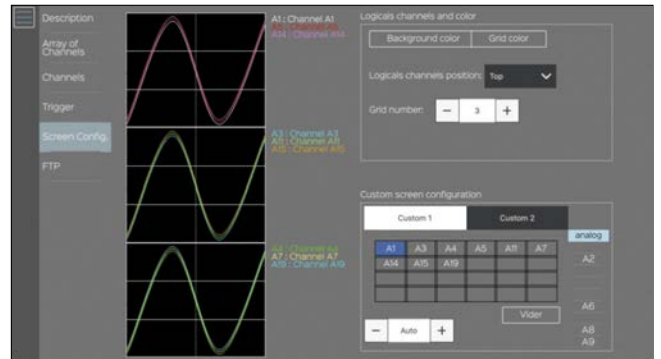 Description
Array of
Channels
Channels
Trigger
Screen Config.
FTP
A1 : Channel A1
A14 : Channel A14
A3 : Channel A3
A11 : Channel A11
A15 : Channel A15
A4 : Channel A4
A7 : Channel A7
A19 : Channel A19
Logicals channels and color
Background color
Grid color
Logicals channels position:
Top
Grid number:
-
3
+
Custom screen configuration
Custom 1
Custom 2
analog
A1 A3 A4 A5 A11 A7
A14 A15 A19
A2
A6
A8
A9
Vider
- Auto +